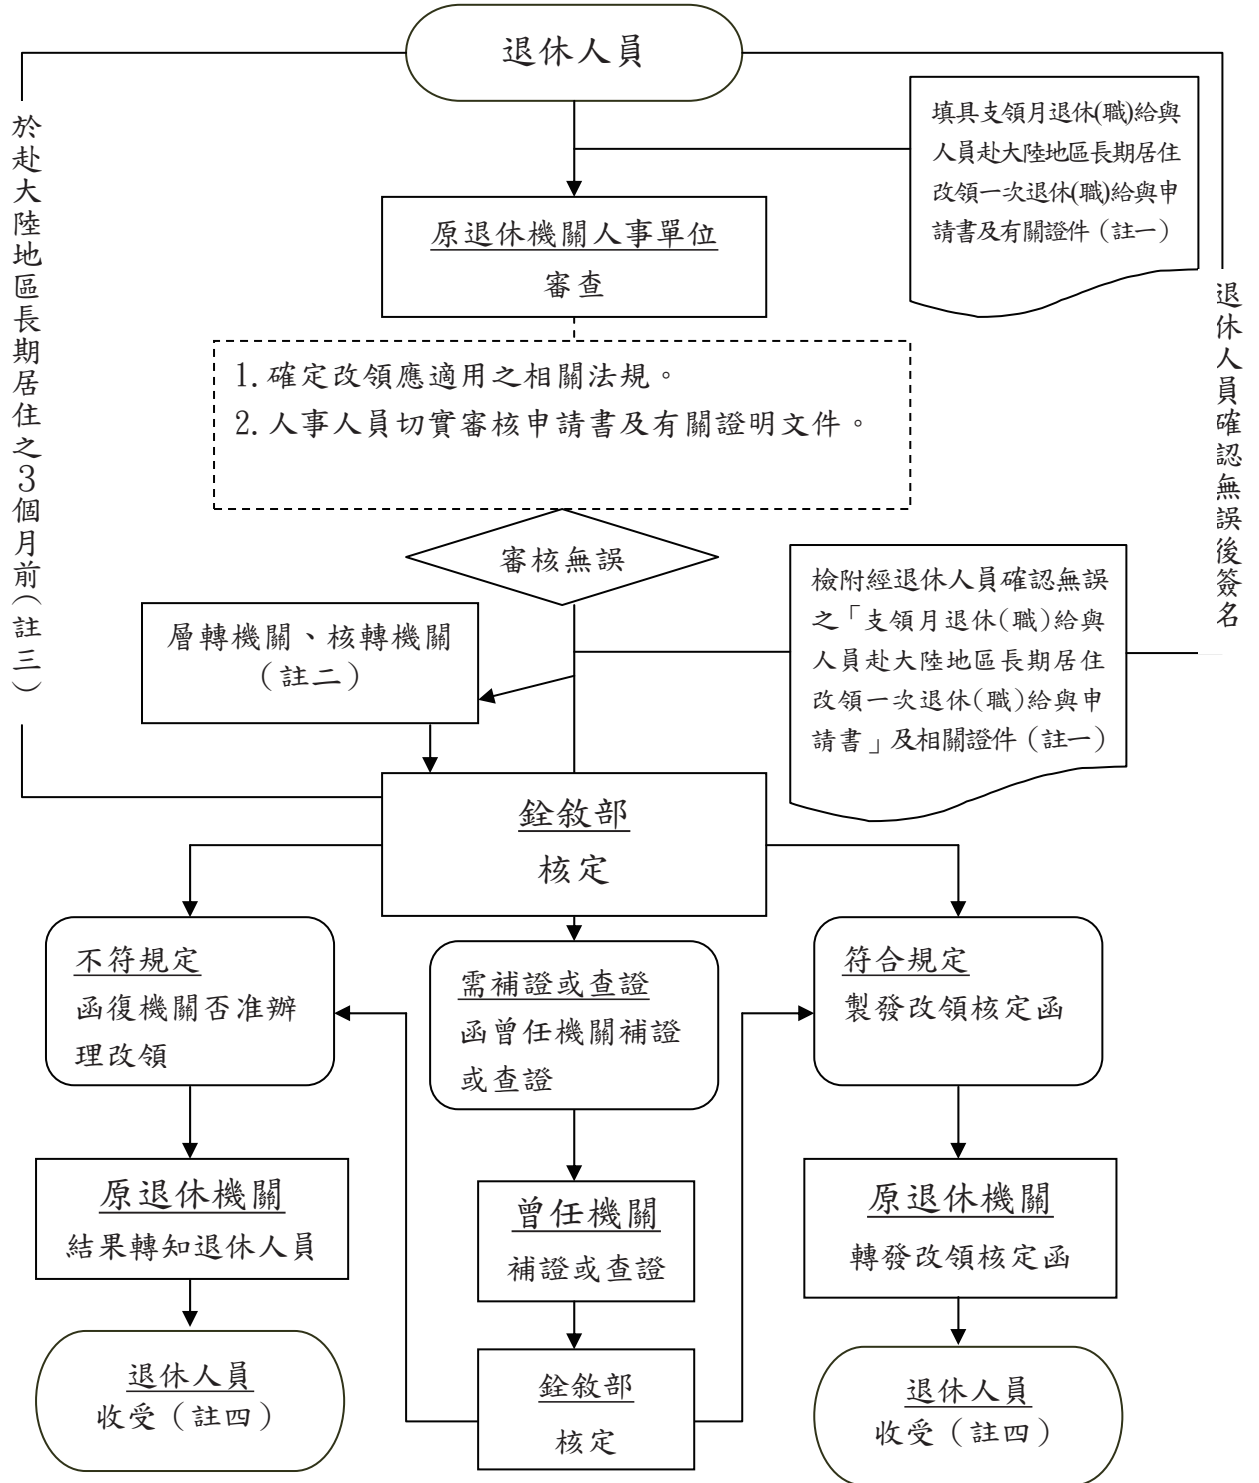 退休人員
於赴大陸地區長期居住之3個月前（註三）
填具支領月退休(職)給與
人員赴大陸地區長期居住
改領一次退休(職)給與申
請書及有關證件（註一）
退休人員確認無誤後簽名
原退休機關人事單位
審查
1. 確定改領應適用之相關法規。
2. 人事人員切實審核申請書及有關證明文件。
審核無誤
層轉機關、核轉機關
（註二）
檢附經退休人員確認無誤
之「支領月退休(職)給與
人員赴大陸地區長期居住
改領一次退休(職)給與申
請書」及相關證件（註一）
銓敘部
核定
不符規定
函復機關否准辦
理改領
需補證或查證
函曾任機關補證
或查證
符合規定
製發改領核定函
原退休機關
結果轉知退休人員
曾任機關
補證或查證
原退休機關
轉發改領核定函
退休人員
收受（註四）
銓敘部
核定
退休人員
收受（註四）